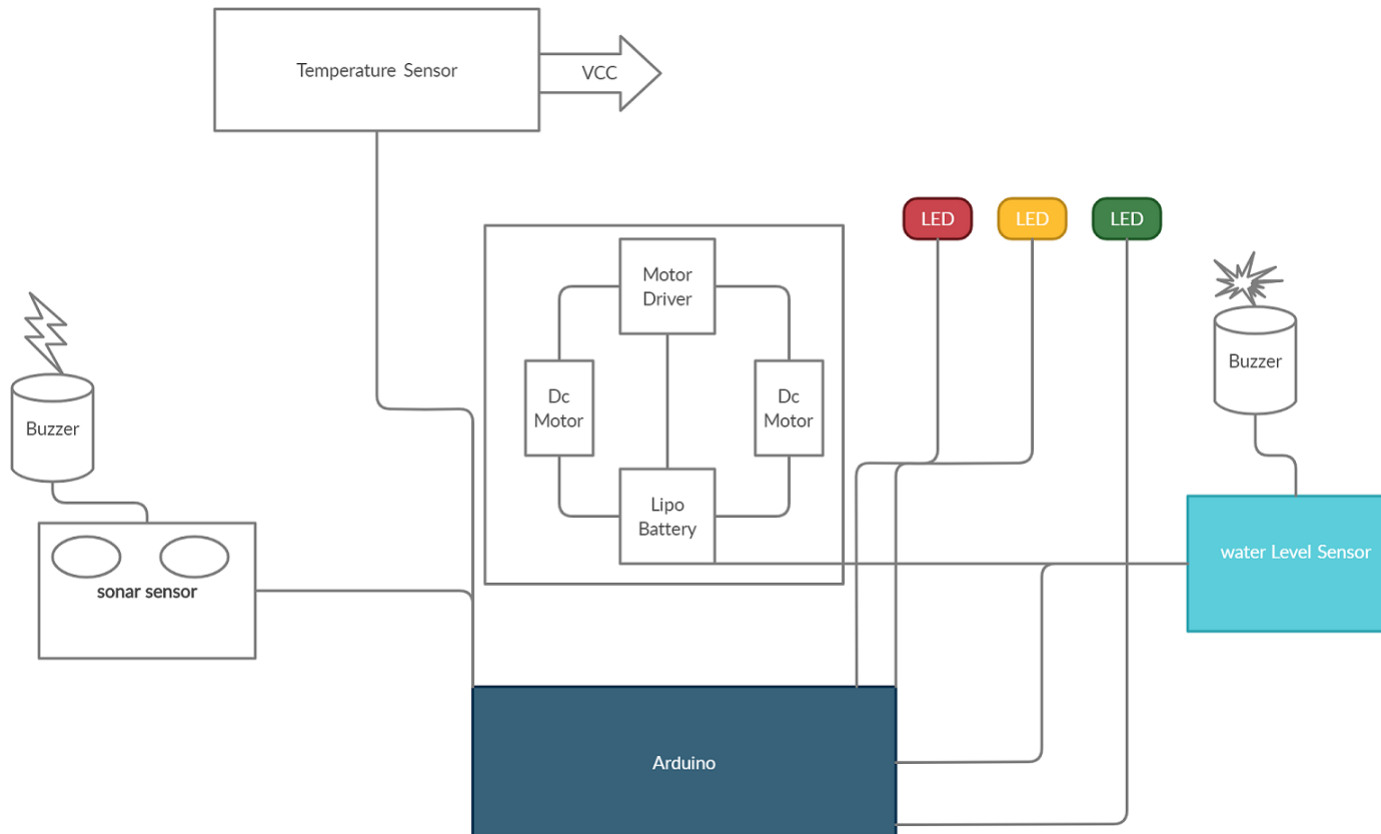 Temperature Sensor
VCC
LED
LED
LED
Motor
Driver
Buzzer
Dc
Motor
Dc
Motor
Buzzer
Lipo
Battery
water Level Sensor
sonar sensor
Arduino